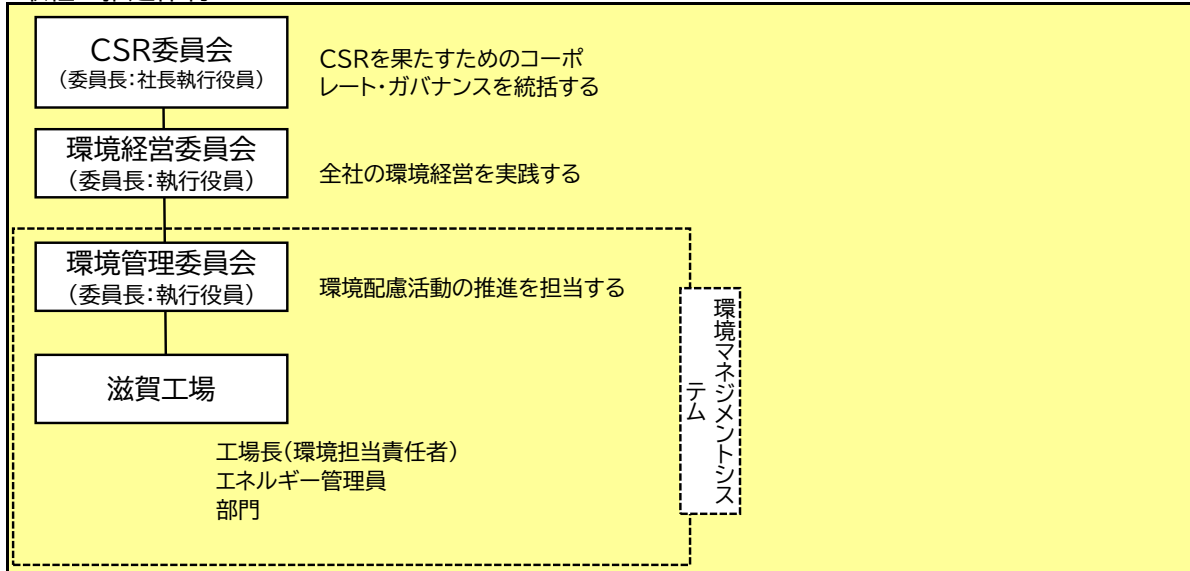 CSR委員会
(委員長:社長執行役員)
CSRを果たすためのコーポ
レート・ガバナンスを統括する
環境経営委員会
(委員長:執行役員)
全社の環境経営を実践する
環境管理委員会
(委員長:執行役員)
環境配慮活動の推進を担当する
環境マネジメントシス
テム
滋賀工場
工場長(環境担当責任者)
エネルギー管理員
部門